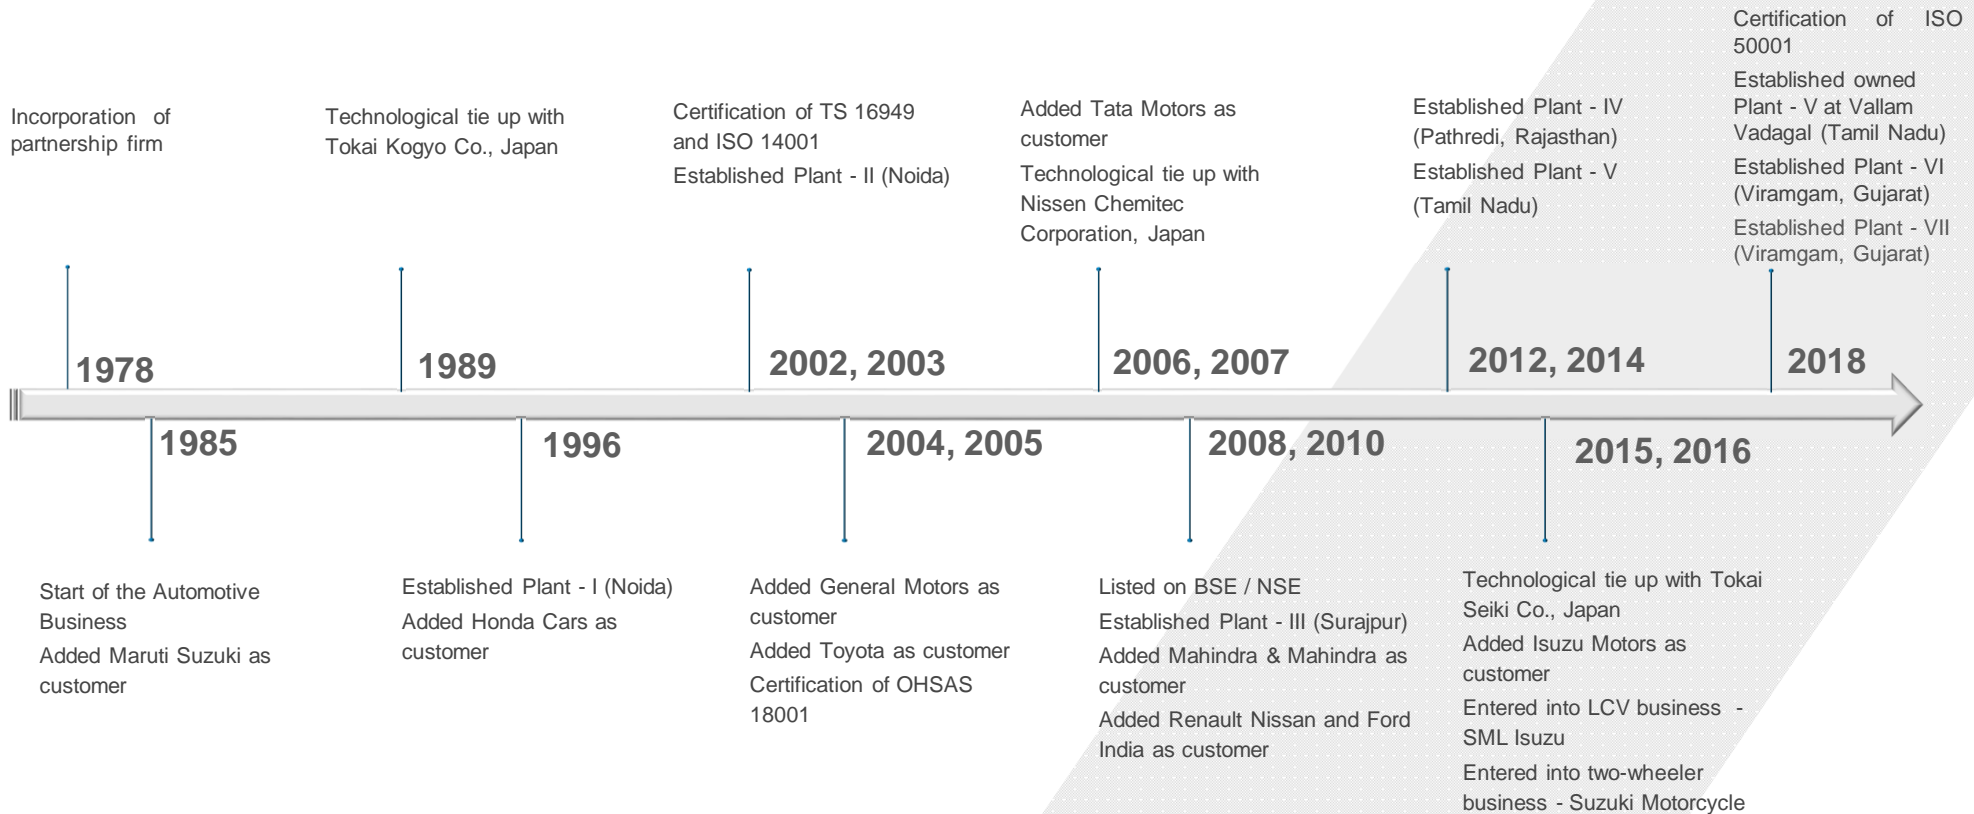 Incorporation of
partnership firm
1978
Technological tie up with
Tokai Kogyo Co., Japan
1989
Certification of TS 16949
and ISO 14001
Established Plant - II (Noida)
2002, 2003
Added Tata Motors as
customer
Technological tie up with
Nissen Chemitec
Corporation, Japan
2006, 2007
Established Plant - IV
(Pathredi, Rajasthan)
Established Plant - V
(Tamil Nadu)
2012, 2014
Certification of ISO
50001
Established owned
Plant - V at Vallam
Vadagal (Tamil Nadu)
Established Plant - VI
(Viramgam, Gujarat)
Established Plant - VII
(Viramgam, Gujarat)
2018
1985
Start of the Automotive
Business
Added Maruti Suzuki as
customer
1996
Established Plant - I (Noida)
Added Honda Cars as
customer
2004, 2005
Added General Motors as
customer
Added Toyota as customer
Certification of OHSAS
18001
2008, 2010
Listed on BSE / NSE
Established Plant - III (Surajpur)
Added Mahindra & Mahindra as
customer
Added Renault Nissan and Ford
India as customer
2015, 2016
Technological tie up with Tokai
Seiki Co., Japan
Added Isuzu Motors as
customer
Entered into LCV business -
SML Isuzu
Entered into two-wheeler
business - Suzuki Motorcycle